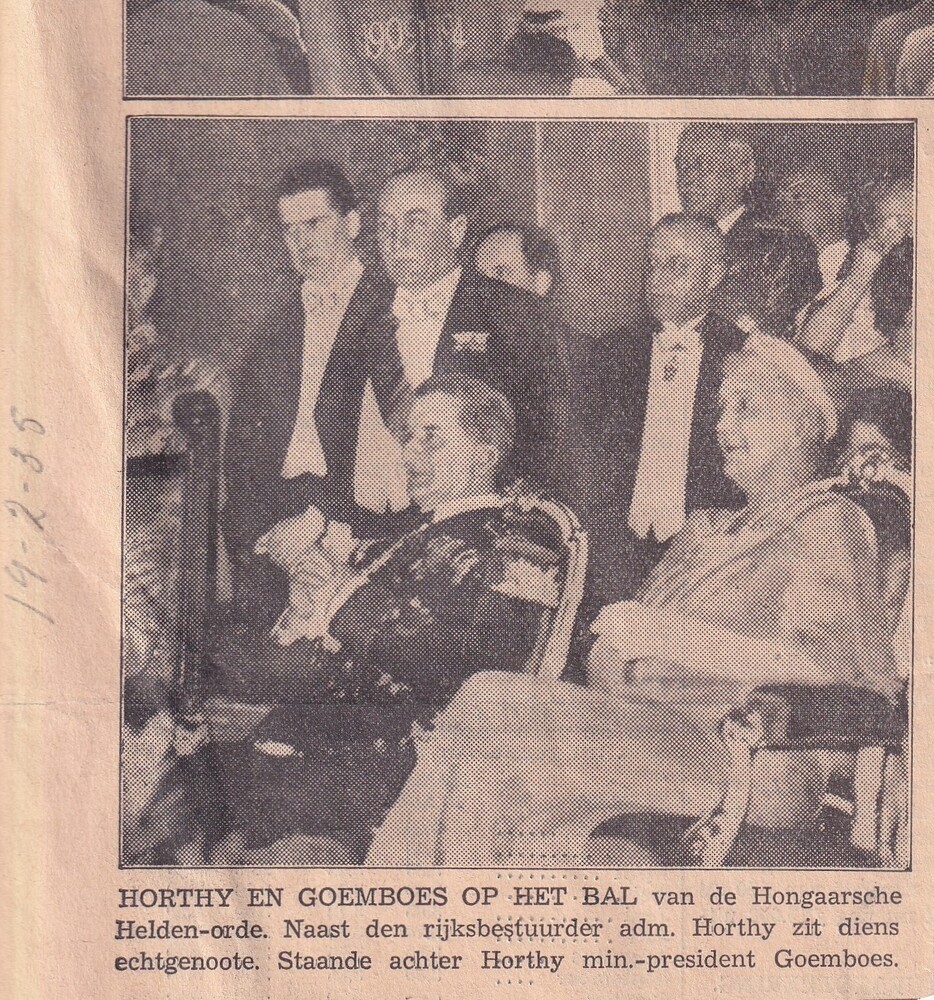 90
19-2-35
HORTHY EN GOEMBOES OP HET BAL van de Hongaarsche
Helden-orde. Naast den rijksbestuurder adm. Horthy zit diens
echtgenoote. Staande achter Horthy min.-president Goemboes.